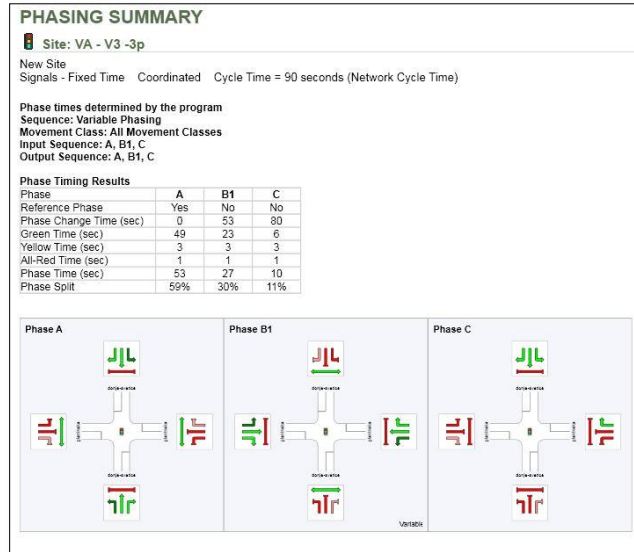 PHASING SUMMARY
Site: VA - V3 -3p
New Site
Signals - Fixed Time Coordinated Cycle Time = 90 seconds (Network Cycle Time)
Phase times determined by the program
Sequence: Variable Phasing
Movement Class: All Movement Classes
Input Sequence: A, B1, C
Output Sequence: A, B1, C
Phase Timing Results
Phase A B1 C
Reference Phase Yes No No
Phase Change Time (sec) 0 53 80
Green Time (sec) 49 23 6
Yellow Time (sec) 3 3 3
All-Red Time (sec) 1 1 1
Phase Time (sec) 53 27 10
Phase Split 59% 30% 11%
Phase A Phase B1 Phase C
Variable